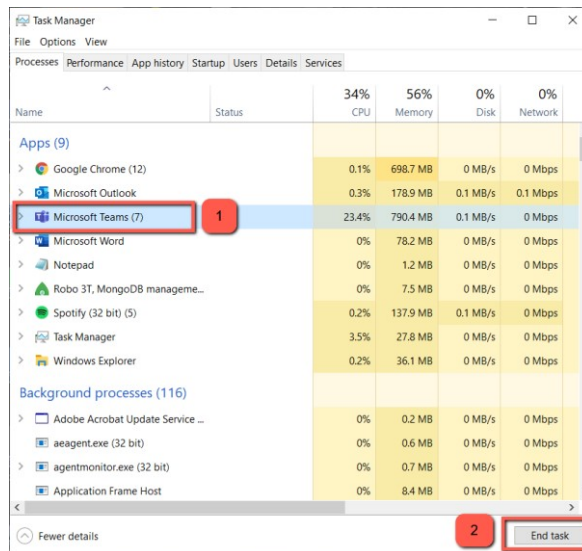 Task Manager
File Options View
Processes Performance App history Startup Users Details Services
34% 56% 0% 0%
Name Status CPU Memory Disk Network
Apps (9)
Google Chrome (12) 0.1% 698.7 MB 0 MB/s 0 Mbps
Microsoft Outlook 0.3% 178.9 MB 0.1 MB/s 0.1 Mbps
Microsoft Teams (7) 1 23.4% 790.4 MB 0.1 MB/s 0 Mbps
Microsoft Word 0% 78.2 MB 0 MB/s 0 Mbps
Notepad 0% 1.2 MB 0 MB/s 0 Mbps
Robo 3T, MongoDB manageme... 0% 7.5 MB 0 MB/s 0 Mbps
Spotify (32 bit) (5) 0.2% 137.9 MB 0.1 MB/s 0 Mbps
Task Manager 3.5% 27.8 MB 0 MB/s 0 Mbps
Windows Explorer 0.2% 36.1 MB 0 MB/s 0 Mbps
Background processes (116)
Adobe Acrobat Update Service ... 0% 0.2 MB 0 MB/s 0 Mbps
aeagent.exe (32 bit) 0% 0.6 MB 0 MB/s 0 Mbps
agentmonitor.exe (32 bit) 0% 0.7 MB 0 MB/s 0 Mbps
Application Frame Host 0% 8.4 MB 0 MB/s 0 Mbps
Fewer details 2 End task